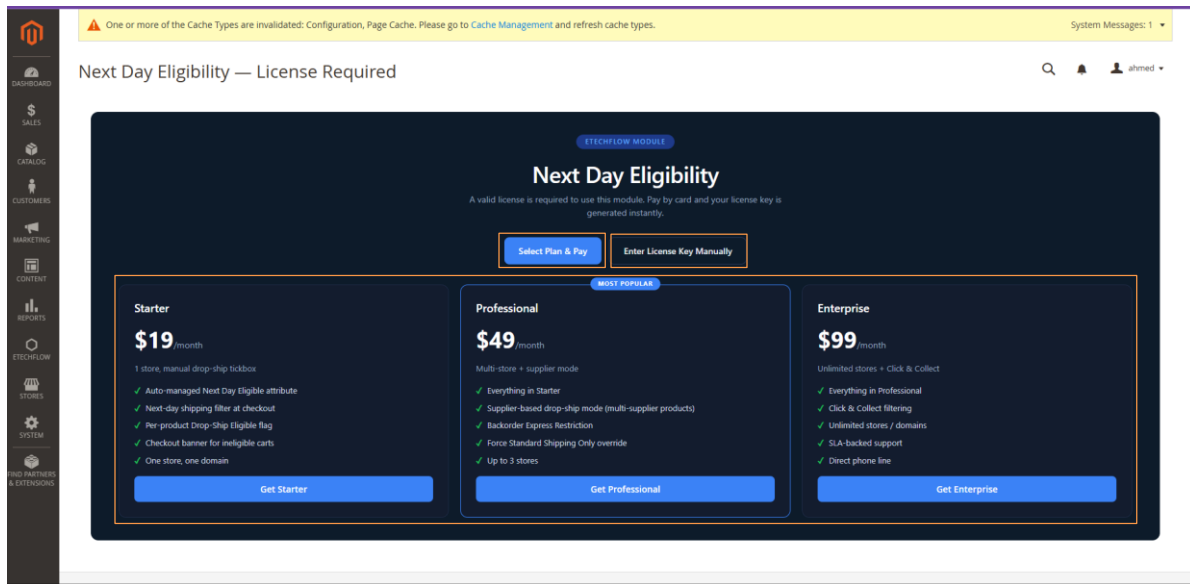 One or more of the Cache Types are invalidated: Configuration, Page Cache. Please go to Cache Management and refresh cache types.
System Messages: 1
Next Day Eligibility — License Required
ahmed
DASHBOARD
SALES
CATALOG
CUSTOMERS
MARKETING
CONTENT
REPORTS
ETECHFLOW
STORES
SYSTEM
FIND PARTNERS
& EXTENSIONS
ETECHFLOW MODULE
Next Day Eligibility
A valid license is required to use this module. Pay by card and your license key is
generated instantly.
Select Plan & Pay
Enter License Key Manually
Starter
$19/month
1 store, manual drop-ship tickbox
✓ Auto-managed Next Day Eligible attribute
✓ Next-day shipping filter at checkout
✓ Per-product Drop-Ship Eligible flag
✓ Checkout banner for ineligible carts
✓ One store, one domain
Get Starter
MOST POPULAR
Professional
$49/month
Multi-store + supplier mode
✓ Everything in Starter
✓ Supplier-based drop-ship mode (multi-supplier products)
✓ Backorder Express Restriction
✓ Force Standard Shipping Only override
✓ Up to 3 stores
Get Professional
Enterprise
$99/month
Unlimited stores + Click & Collect
✓ Everything in Professional
✓ Click & Collect filtering
✓ Unlimited stores / domains
✓ SLA-backed support
✓ Direct phone line
Get Enterprise